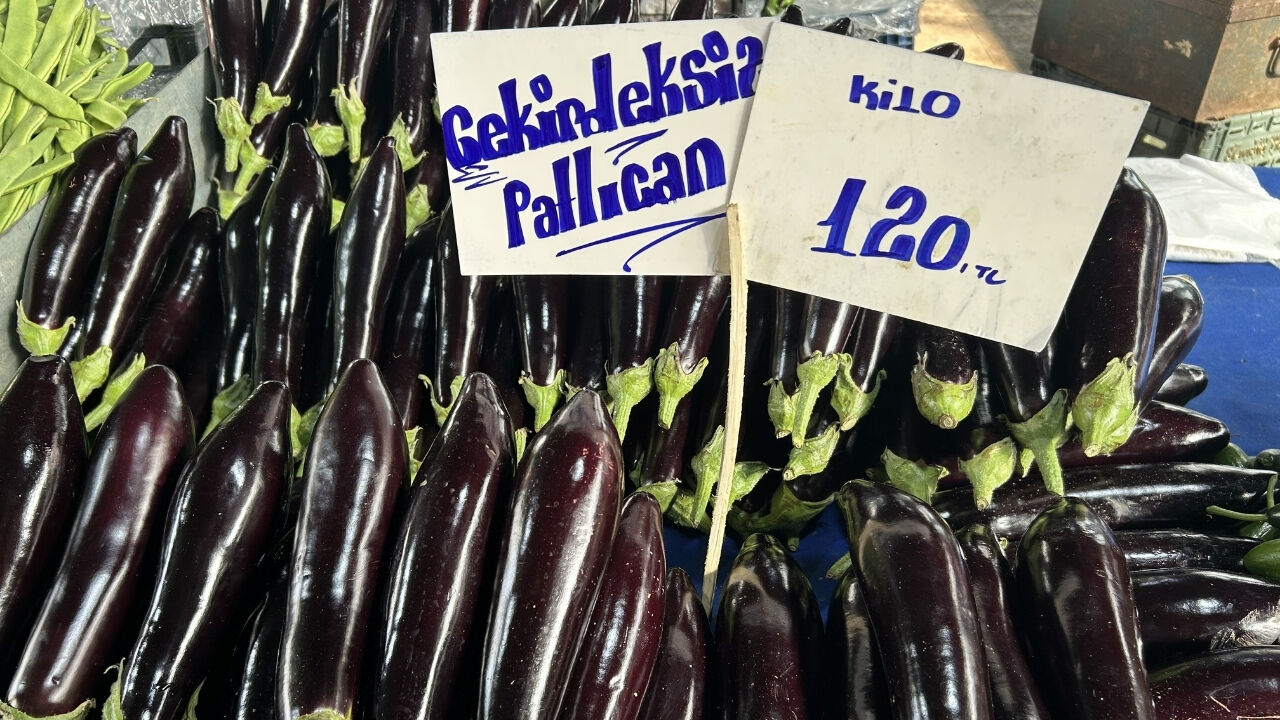 Çekirdeksiz
Patlıcan
Kilo
120,TL